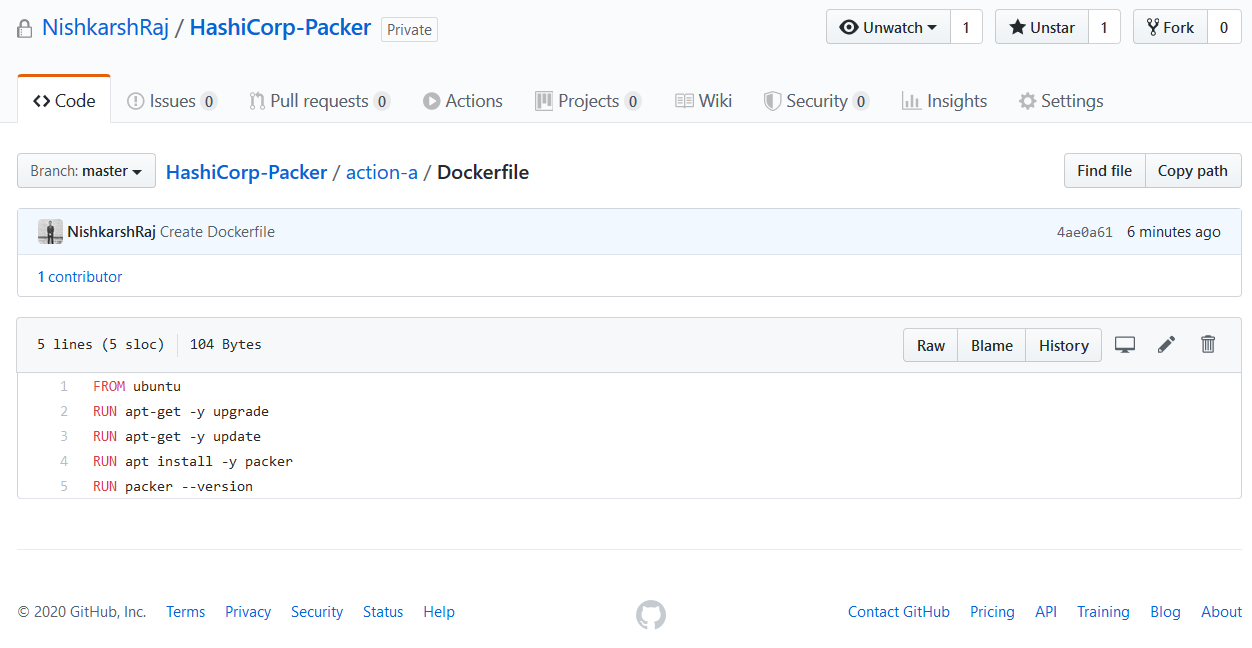 NishkarshRaj / HashiCorp-Packer Private Unwatch 1 Unstar 1 Fork 0
Code Issues 0 Pull requests 0 Actions Projects 0 Wiki Security 0 Insights Settings
Branch: master HashiCorp-Packer / action-a / Dockerfile Find file Copy path
NishkarshRaj Create Dockerfile 4ae0a61 6 minutes ago
1 contributor
5 lines (5 sloc) 104 Bytes Raw Blame History
1 FROM ubuntu
2 RUN apt-get -y upgrade
3 RUN apt-get -y update
4 RUN apt install -y packer
5 RUN packer --version
© 2020 GitHub, Inc. Terms Privacy Security Status Help Contact GitHub Pricing API Training Blog About